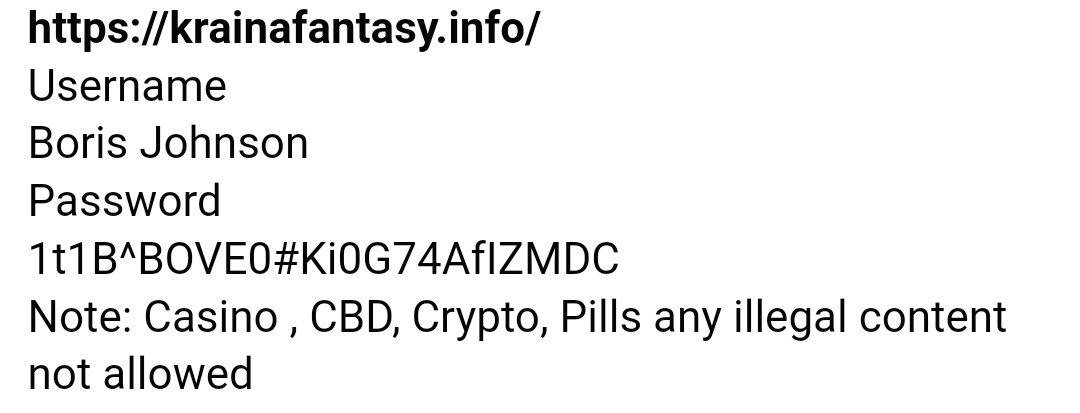 https://krainafantasy.info/
Username
Boris Johnson
Password
1t1B^BOVE0#Ki0G74AfIZMDC
Note: Casino , CBD, Crypto, Pills any illegal content
not allowed